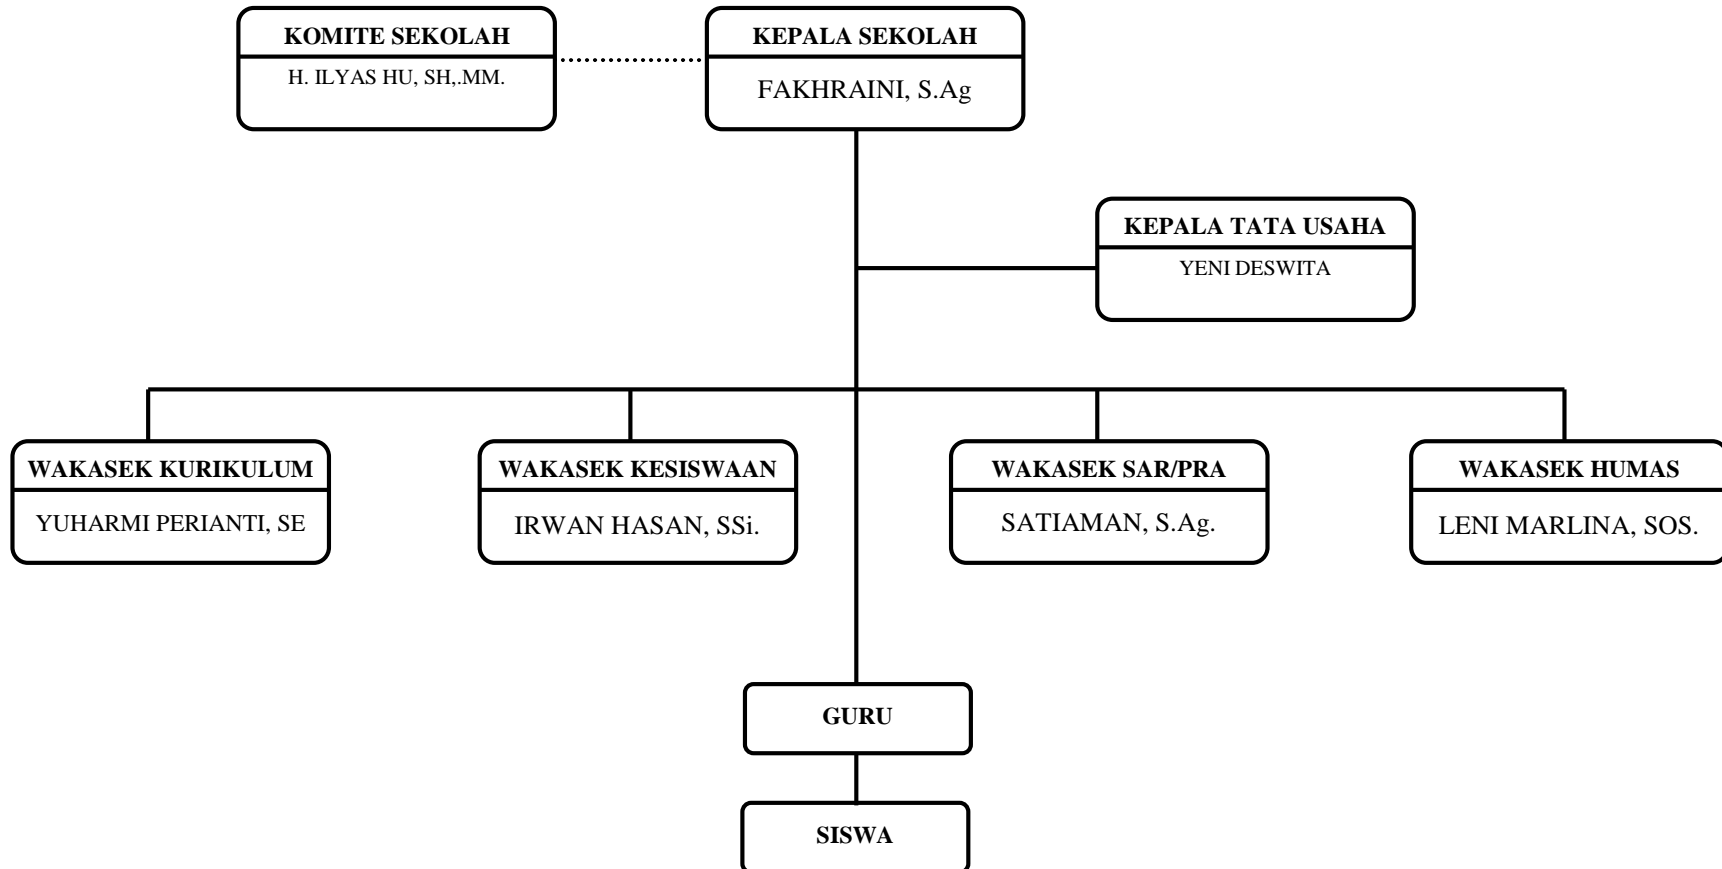 KOMITE SEKOLAH
H. ILYAS HU, SH,.MM.
KEPALA SEKOLAH
FAKHRAINI, S.Ag
KEPALA TATA USAHA
YENI DESWITA
WAKASEK KURIKULUM
YUHARMI PERIANTI, SE
WAKASEK KESISWAAN
IRWAN HASAN, SSi.
WAKASEK SAR/PRA
SATIAMAN, S.Ag.
WAKASEK HUMAS
LENI MARLINA, SOS.
GURU
SISWA